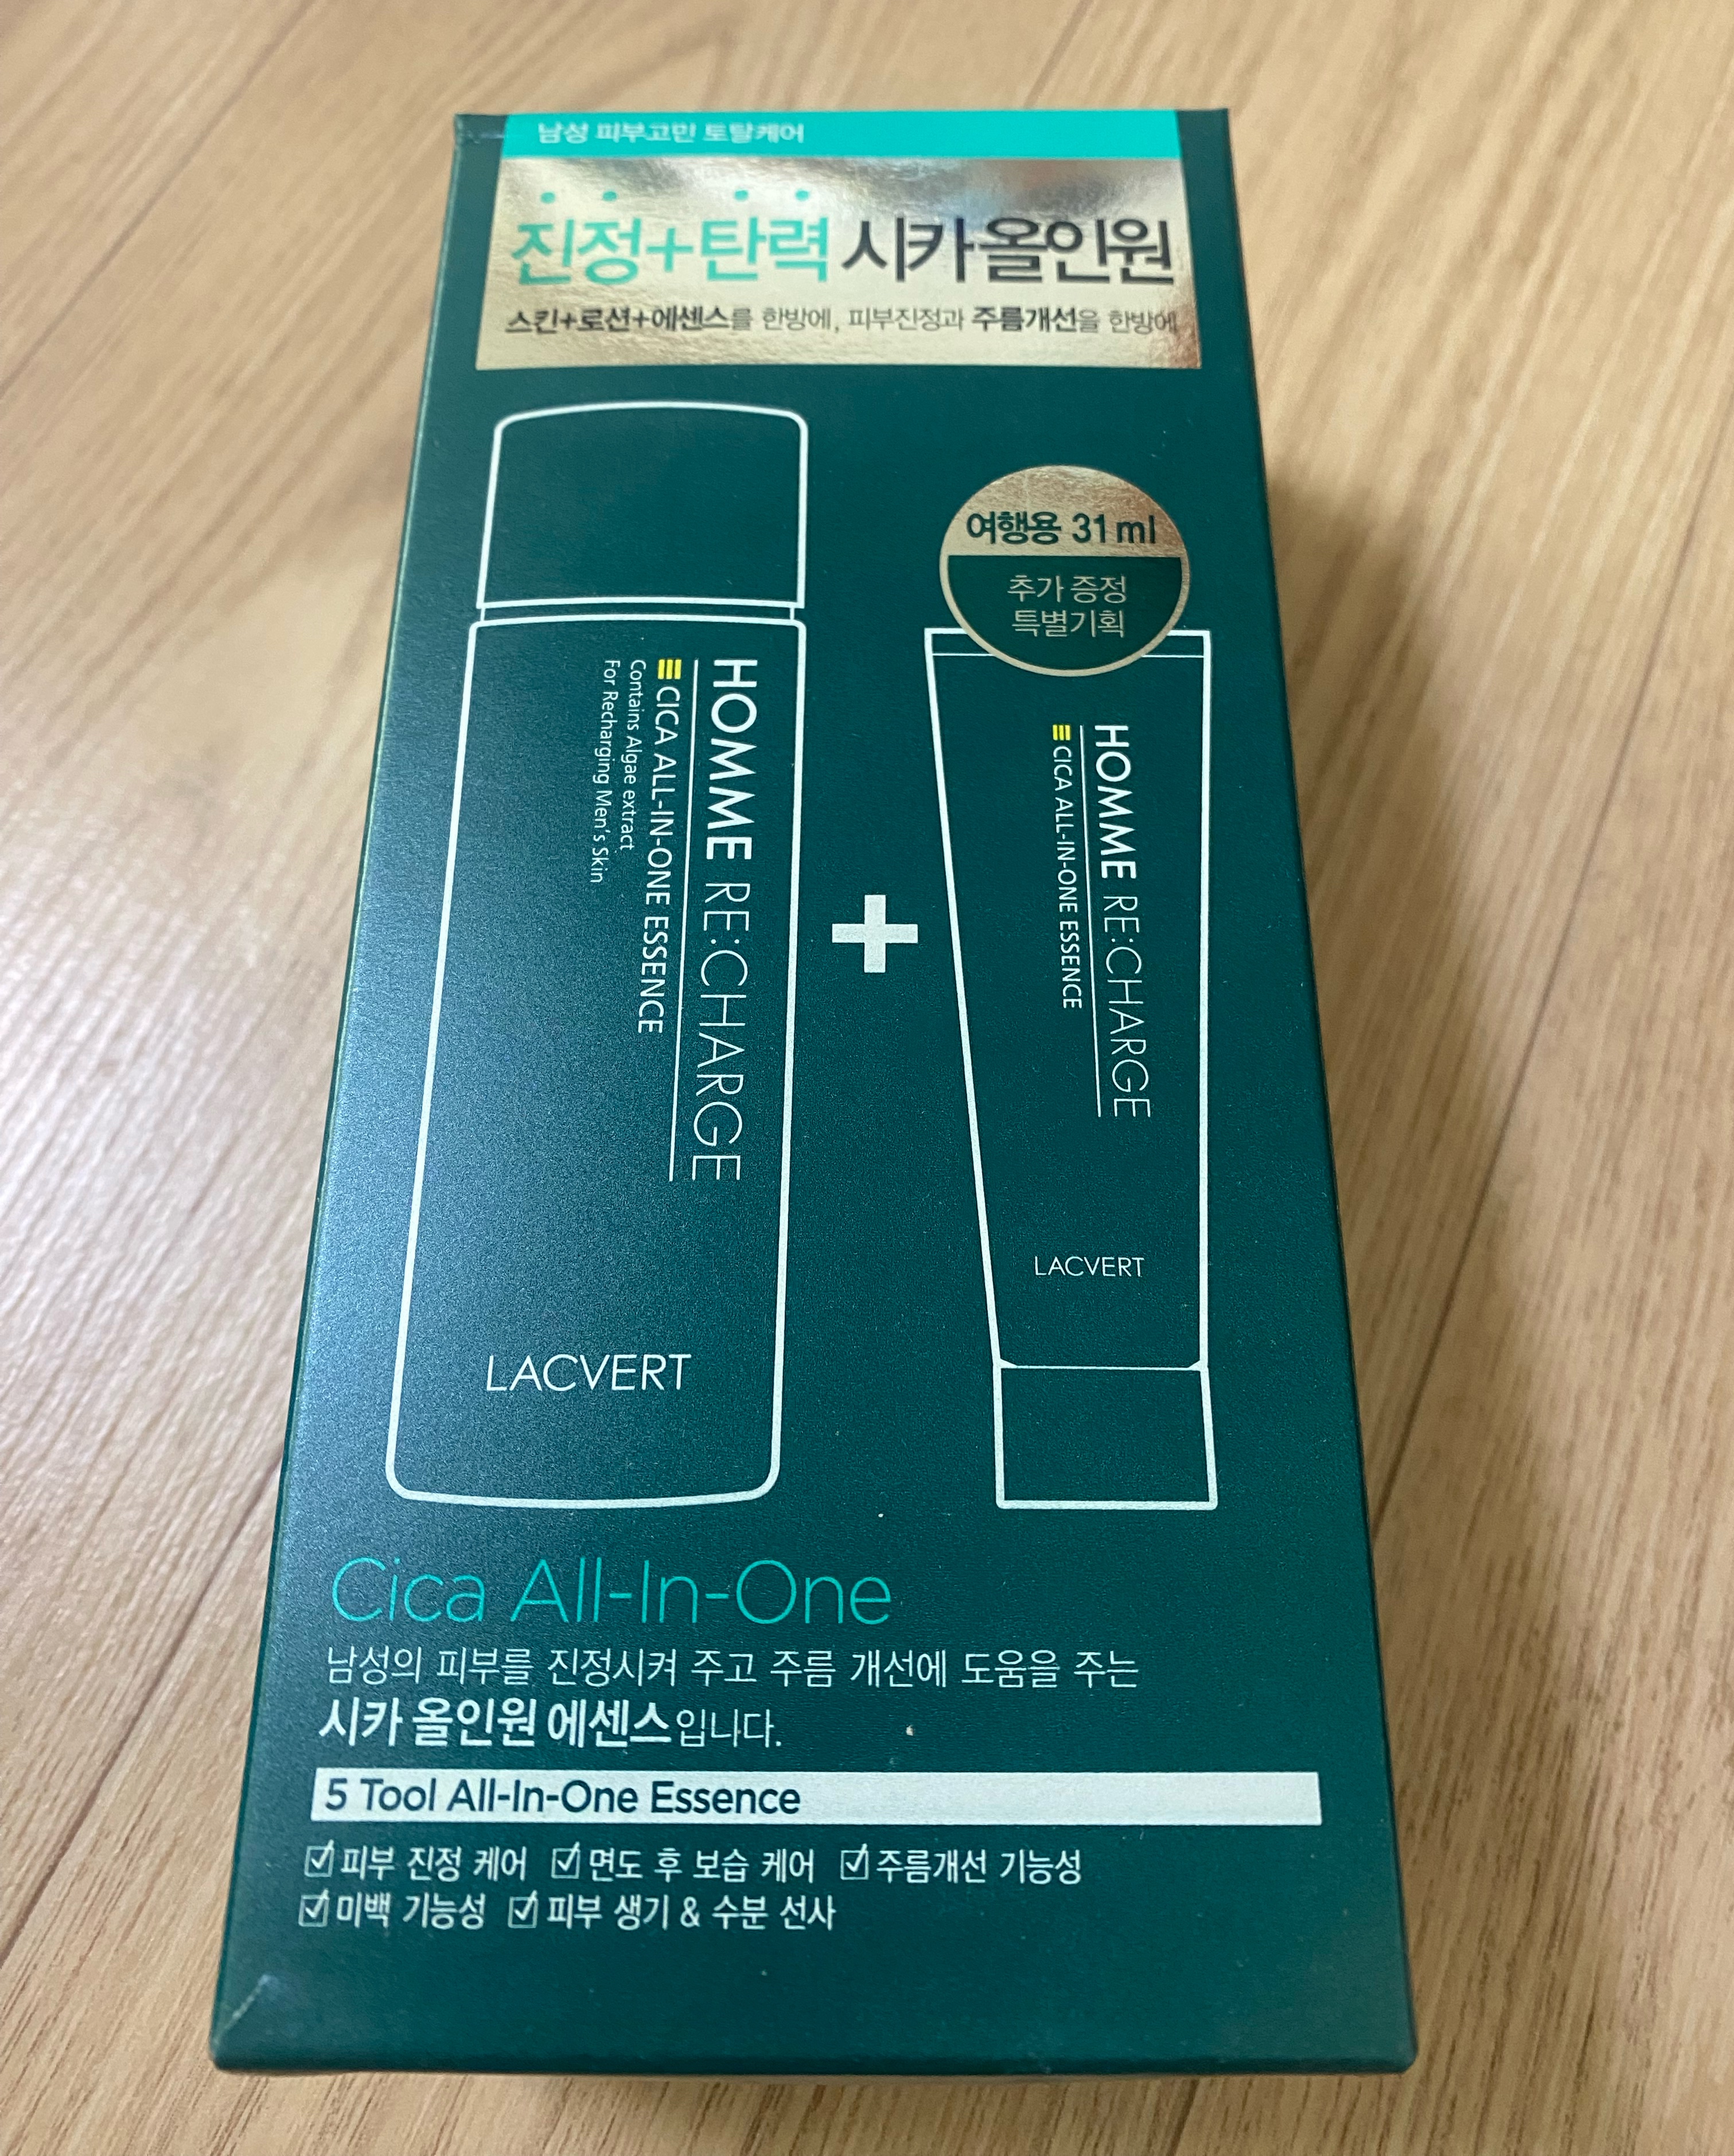 남성 피부고민 토탈케어
진정+탄력 시카올인원
스킨+로션+에센스를 한방에, 피부진정과 주름개선을 한방에
HOMME RE:CHARGE
CICA ALL-IN-ONE ESSENCE
Contains Algae extract
For Recharging Men's Skin
LACVERT
+
여행용 31ml
추가 증정
특별기획
HOMME RE:CHARGE
CICA ALL-IN-ONE ESSENCE
LACVERT
Cica All-In-One
남성의 피부를 진정시켜 주고 주름 개선에 도움을 주는
시카 올인원 에센스입니다.
5 Tool All-In-One Essence
☑피부 진정 케어 ☑면도 후 보습 케어 ☑주름개선 기능성
☑미백 기능성 ☑피부 생기 & 수분 선사